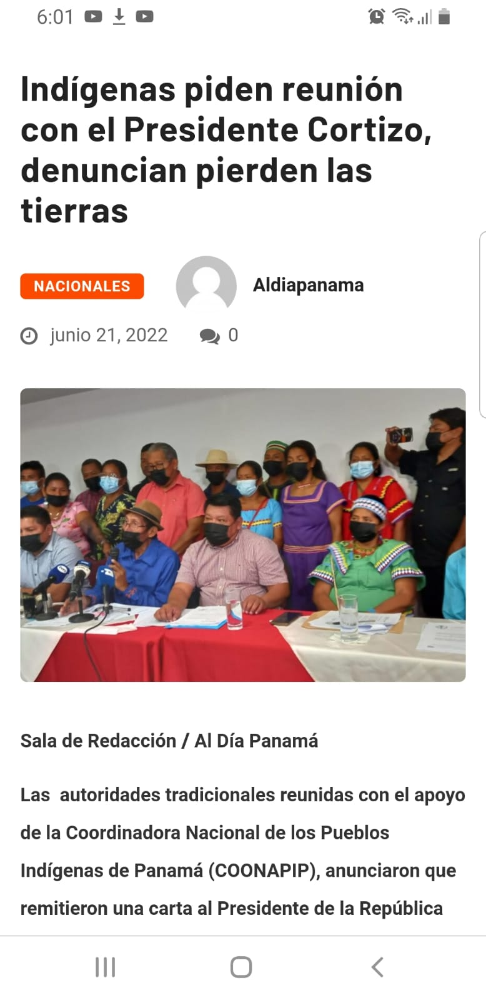 6:01
Indígenas piden reunión
con el Presidente Cortizo,
denuncian pierden las
tierras
NACIONALES
Aldiapanama
junio 21, 2022
0
Sala de Redacción / Al Día Panamá
Las autoridades tradicionales reunidas con el apoyo
de la Coordinadora Nacional de los Pueblos
Indígenas de Panamá (COONAPIP), anunciaron que
remitieron una carta al Presidente de la República